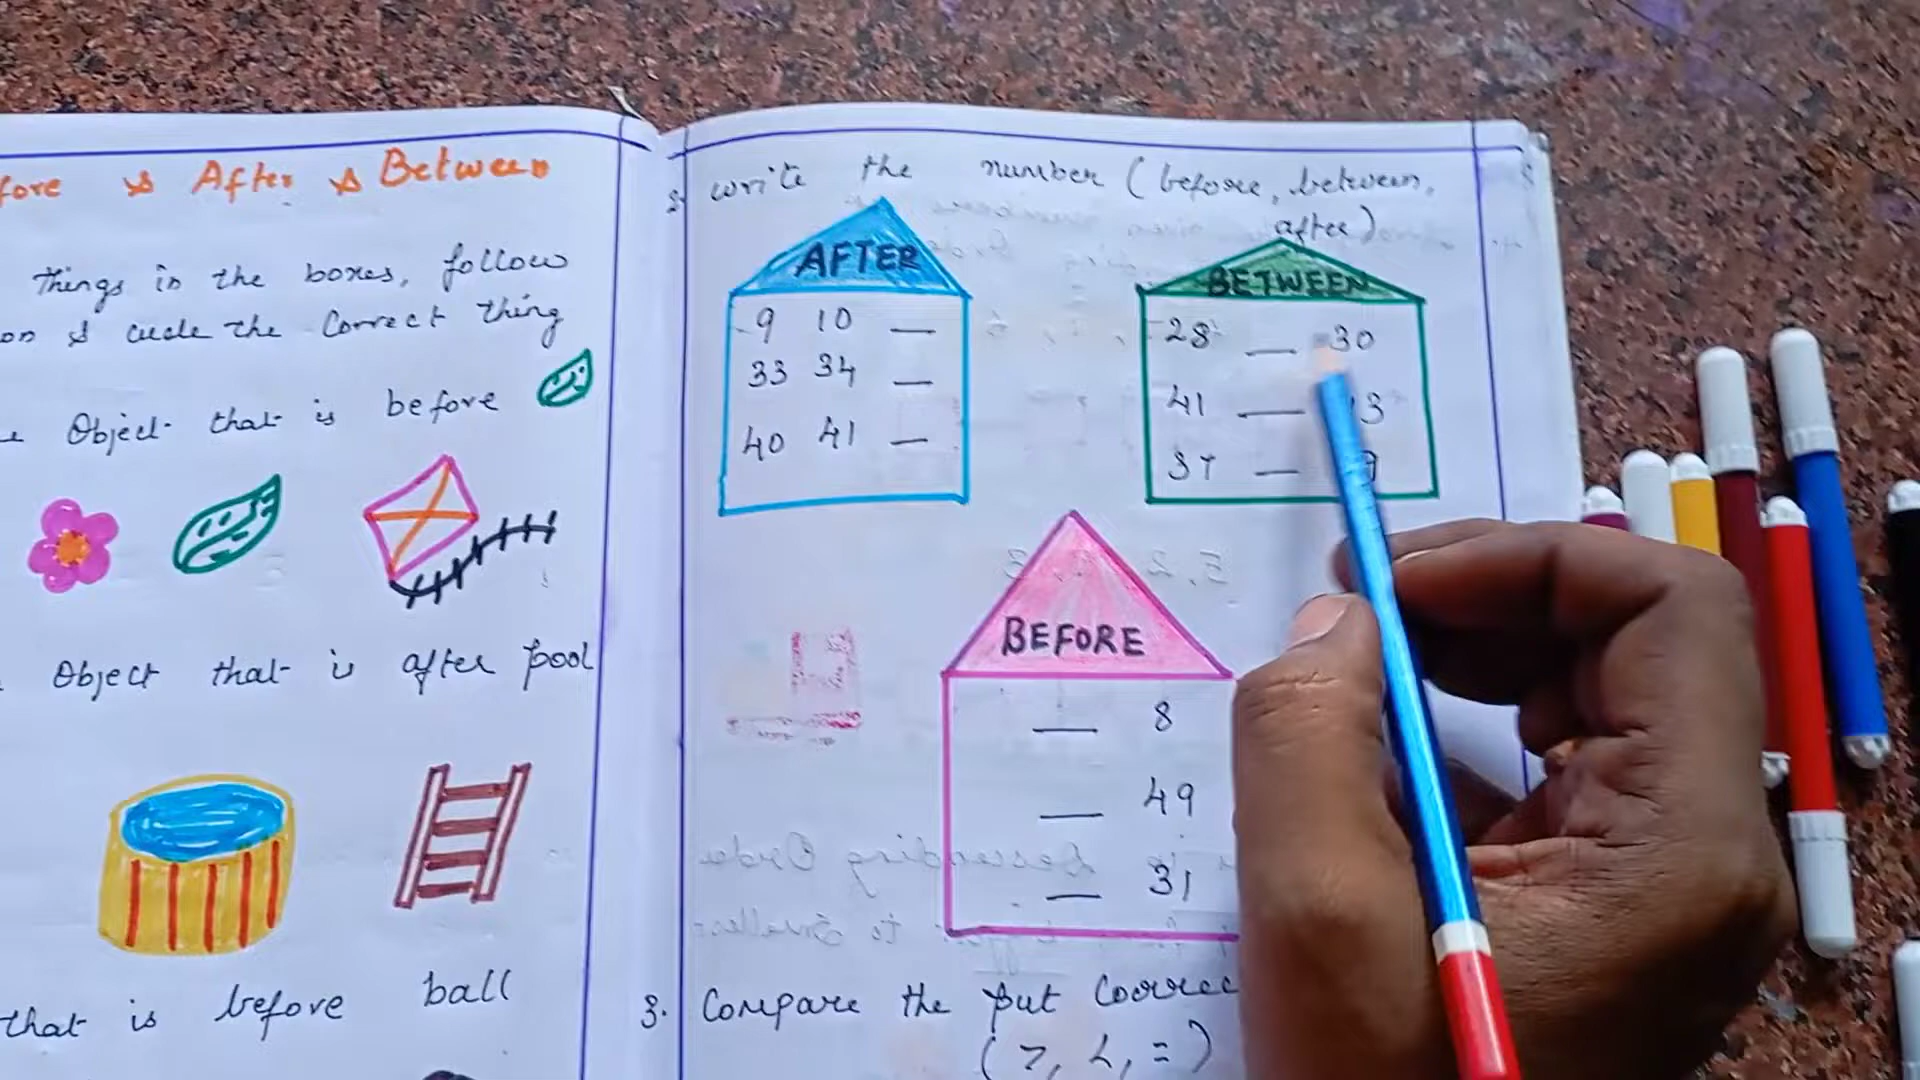 After Between
things in the boxes, follow
circle the Correct thing
Object that is before
Object that is after pool
that is before ball
write the number (before, between,
after)
AFTER
9 10 __
33 34 __
40 41 __
BETWEEN
28 __ 30
41 __
37 __
BEFORE
__ 8
__ 49
__ 31
3. Compare the put
( >, <, = )